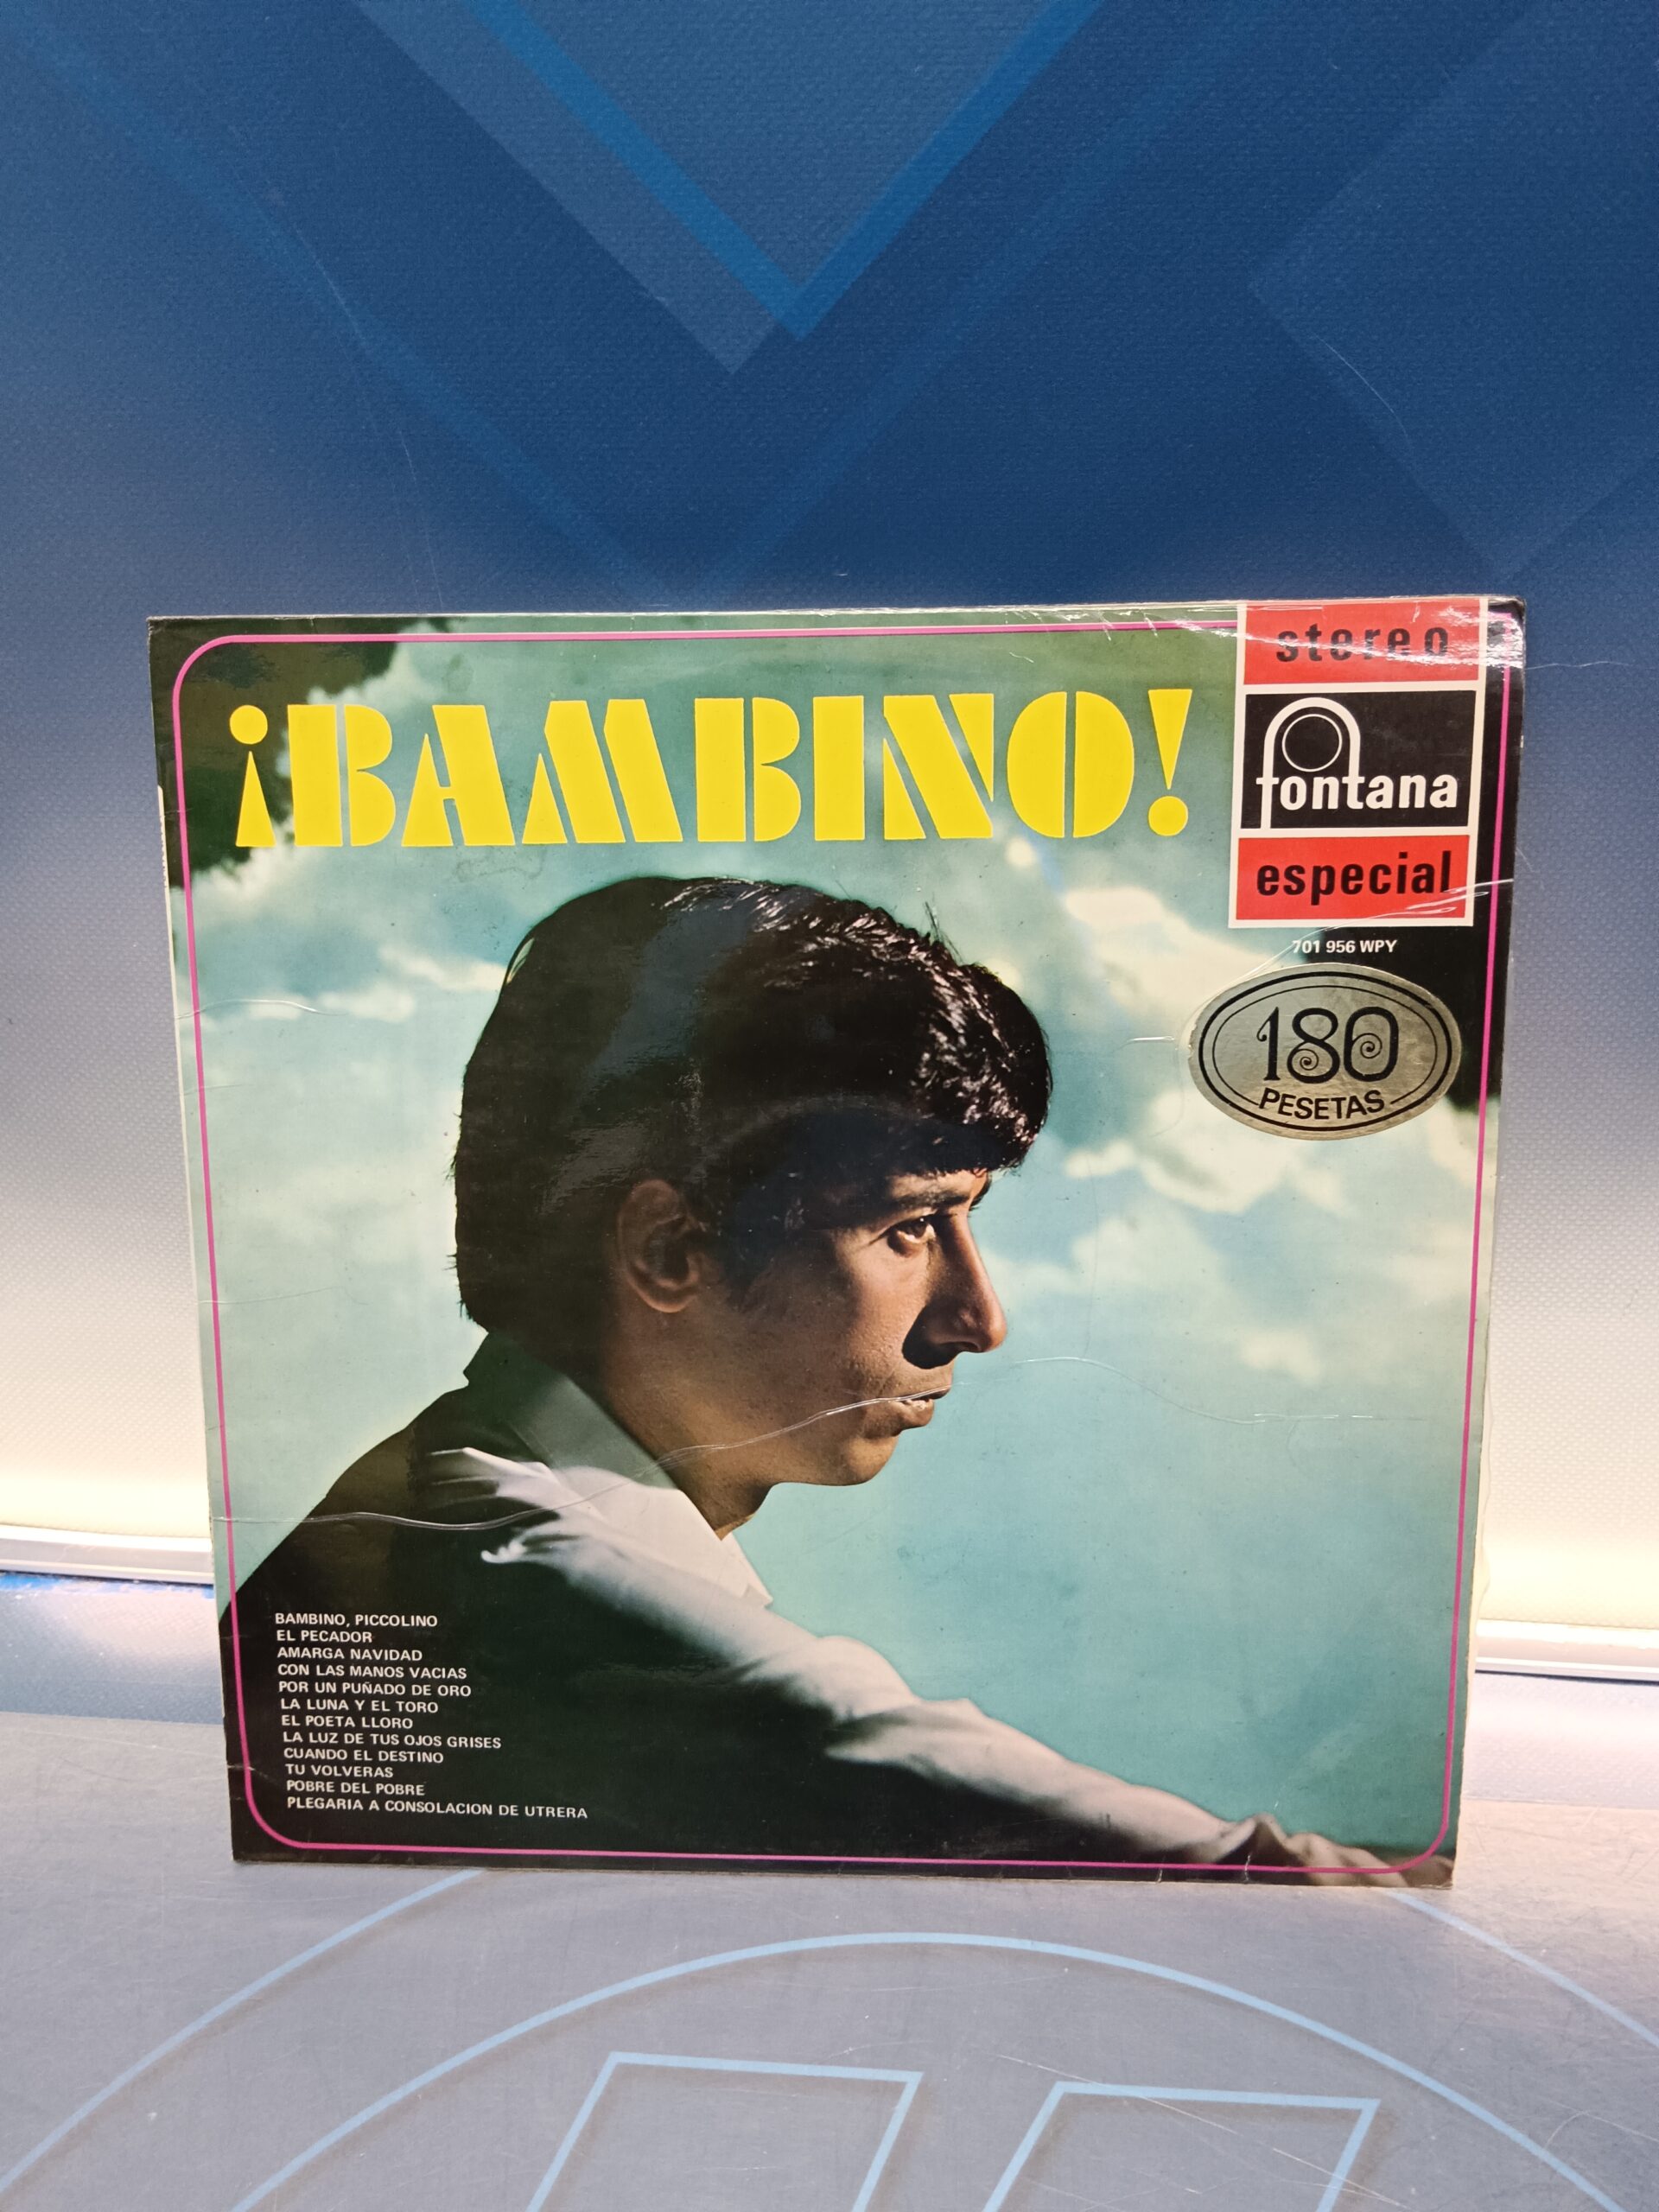 ¡BAMBINO!
stereo
fontana
especial
701 956 WPY
180
PESETAS
BAMBINO, PICCOLINO
EL PECADOR
AMARGA NAVIDAD
CON LAS MANOS VACIAS
POR UN PUÑADO DE ORO
LA LUNA Y EL TORO
EL POETA LLORO
LA LUZ DE TUS OJOS GRISES
CUANDO EL DESTINO
TU VOLVERAS
POBRE DEL POBRE
PLEGARIA A CONSOLACION DE UTRERA